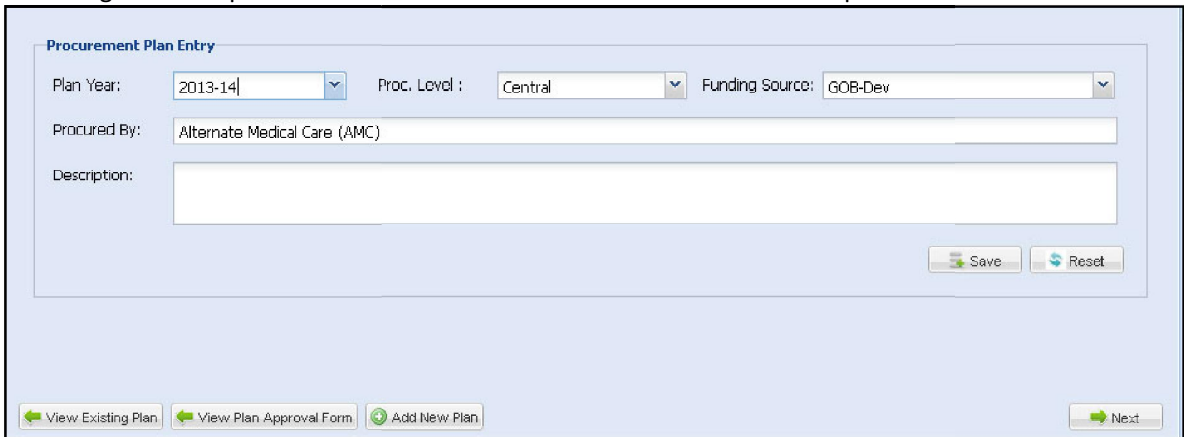 Procurement Plan Entry
Plan Year: 2013-14 Proc. Level : Central Funding Source: GOB-Dev
Procured By: Alternate Medical Care (AMC)
Description:
Save Reset
View Existing Plan View Plan Approval Form Add New Plan Next